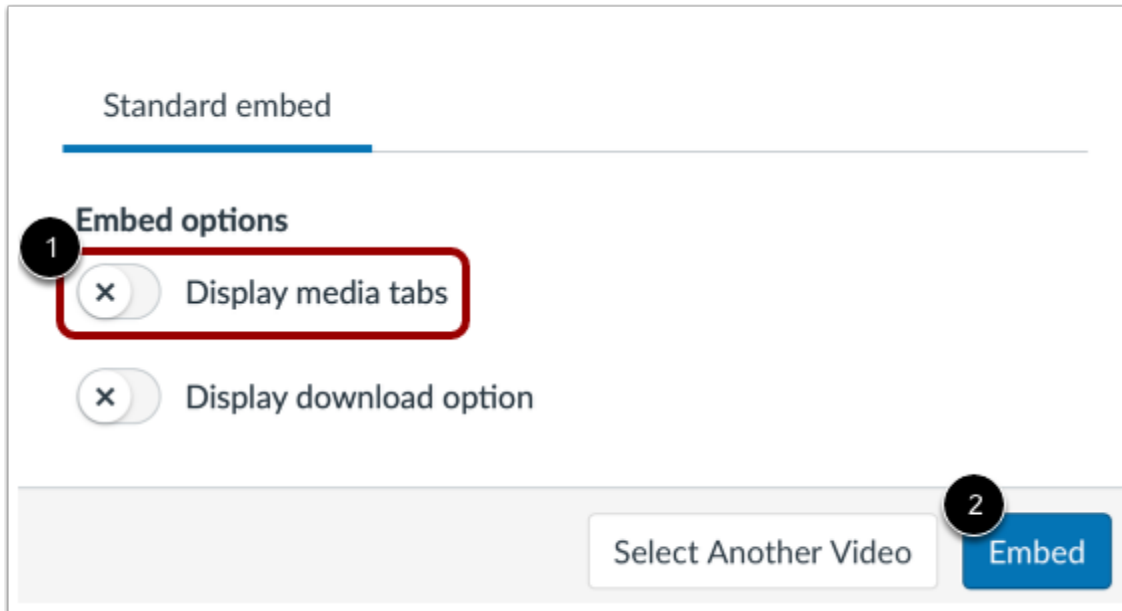 Standard embed
Embed options
1
Display media tabs
Display download option
2
Select Another Video
Embed